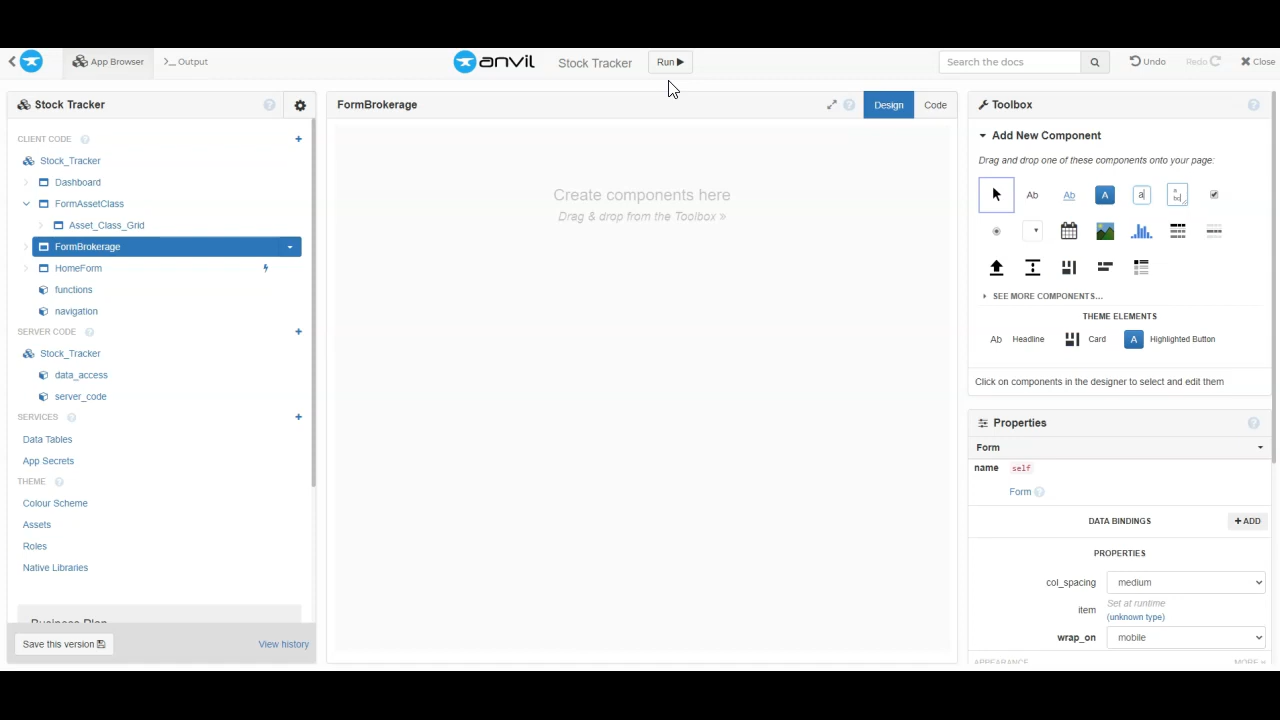 App Browser
>_ Output
anvil
Stock Tracker
Run
Search the docs
Undo
Redo
Close
Stock Tracker
CLIENT CODE
Stock_Tracker
Dashboard
FormAssetClass
Asset_Class_Grid
FormBrokerage
HomeForm
functions
navigation
SERVER CODE
Stock_Tracker
data_access
server_code
SERVICES
Data Tables
App Secrets
THEME
Colour Scheme
Assets
Roles
Native Libraries
Business Plan
Save this version
View history
FormBrokerage
Design
Code
Create components here
Drag & drop from the Toolbox »
Toolbox
Add New Component
Drag and drop one of these components onto your page:
Ab Ab A a
SEE MORE COMPONENTS...
THEME ELEMENTS
Ab Headline Card A Highlighted Button
Click on components in the designer to select and edit them
Properties
Form
name self
Form
DATA BINDINGS
+ ADD
PROPERTIES
col_spacing medium
item Set at runtime
(unknown type)
wrap_on mobile
APPEARANCE MORE »